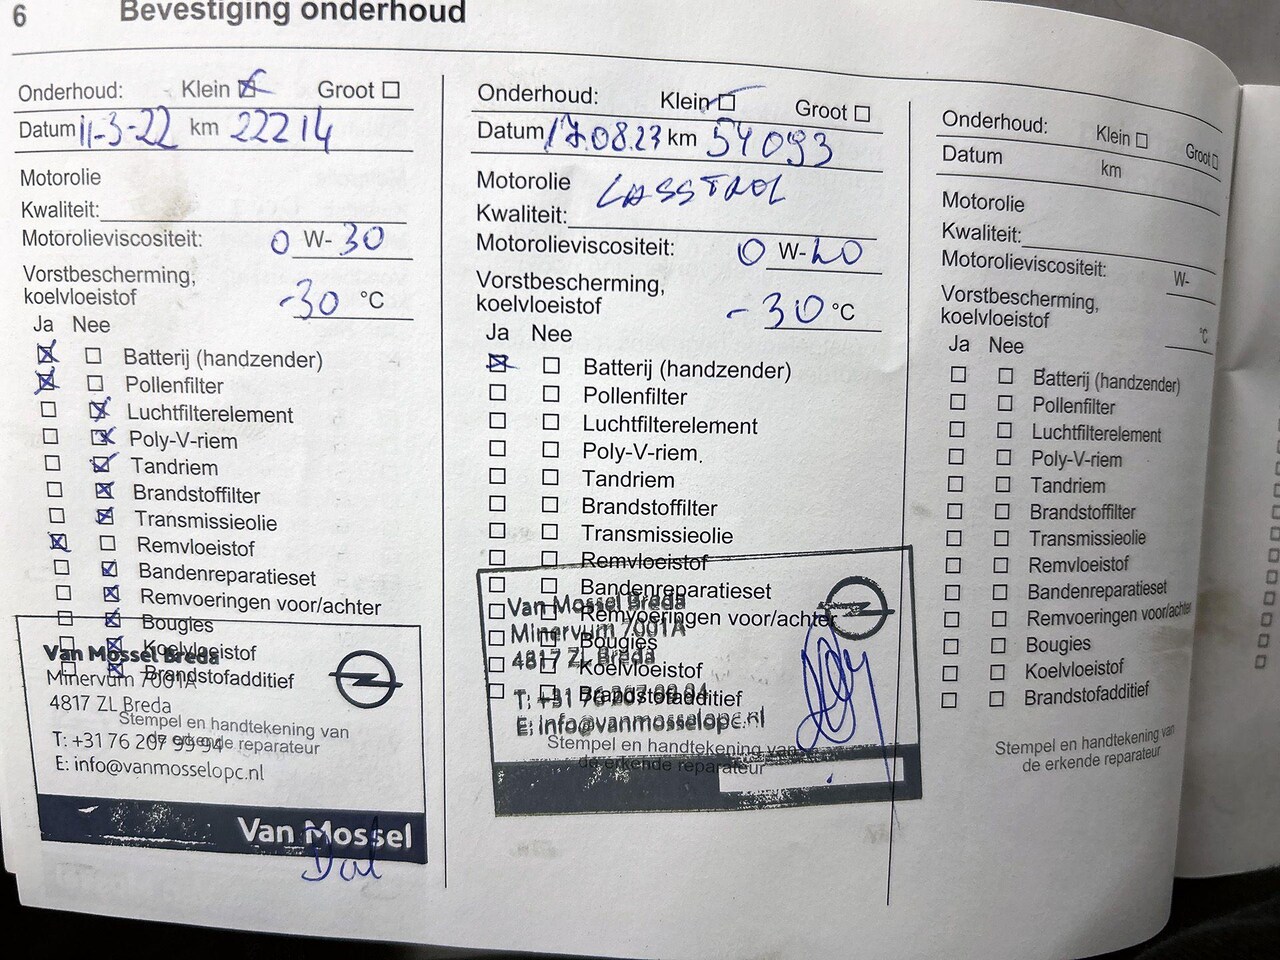 6 Bevestiging onderhoud
Onderhoud: Klein Groot
Datum 11-3-22 km 22214
Motorolie
Kwaliteit:
Motorolieviscositeit: 0 W- 30
Vorstbescherming,
koelvloeistof -30 °C
Ja Nee
Batterij (handzender)
Pollenfilter
Luchtfilterelement
Poly-V-riem
Tandriem
Brandstoffilter
Transmissieolie
Remvloeistof
Bandenreparatieset
Remvoeringen voor/achter
Bougies
Koelvloeistof
Brandstofadditief
Van Mossel Breda
Minervum 7001A
4817 ZL Breda
Stempel en handtekening van
de erkende reparateur
T: +31 76 207 99 94
E: info@vanmosselopc.nl
Van Mossel
Onderhoud: Klein Groot
Datum 17.08.23 km 54093
Motorolie CASSTROL
Kwaliteit:
Motorolieviscositeit: 0 W- 20
Vorstbescherming,
koelvloeistof -30 °C
Ja Nee
Batterij (handzender)
Pollenfilter
Luchtfilterelement
Poly-V-riem
Tandriem
Brandstoffilter
Transmissieolie
Remvloeistof
Bandenreparatieset
Remvoeringen voor/achter
Bougies
Koelvloeistof
Brandstofadditief
Van Mossel Breda
Minervum 7001A
4817 ZL Breda
T: +31 76 207 99 94
E: info@vanmosselopc.nl
Stempel en handtekening van
de erkende reparateur
Onderhoud: Klein Groot
Datum km
Motorolie
Kwaliteit:
Motorolieviscositeit: W-
Vorstbescherming,
koelvloeistof °C
Ja Nee
Batterij (handzender)
Pollenfilter
Luchtfilterelement
Poly-V-riem
Tandriem
Brandstoffilter
Transmissieolie
Remvloeistof
Bandenreparatieset
Remvoeringen voor/achter
Bougies
Koelvloeistof
Brandstofadditief
Stempel en handtekening van
de erkende reparateur